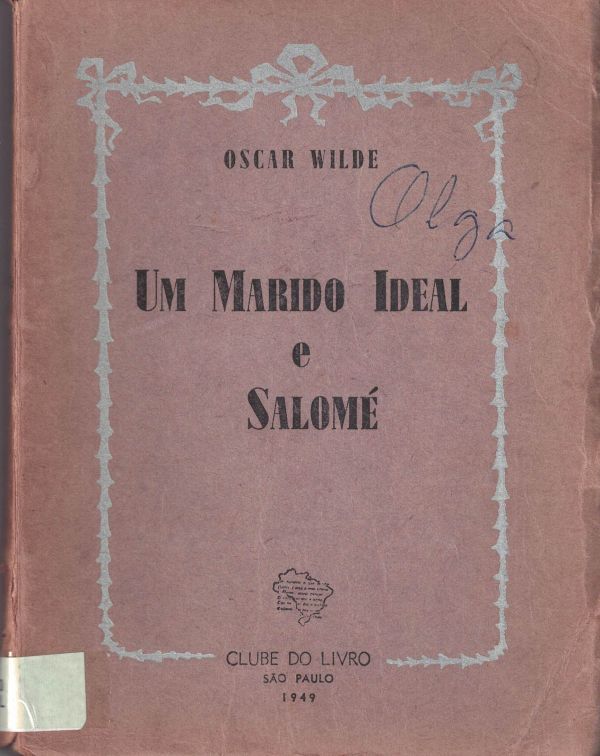 OSCAR WILDE
Olga
UM MARIDO IDEAL
e
SALOMÉ
CLUBE DO LIVRO
SÃO PAULO
1949